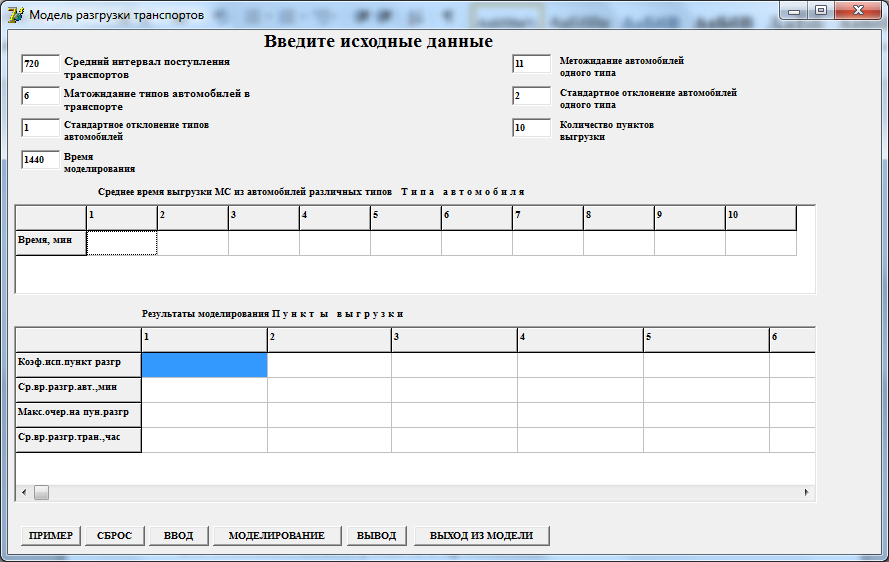 Модель разгрузки транспортов
Введите исходные данные
720 Средний интервал поступления
транспортов
11 Метожидание автомобилей
одного типа
6 Матожидание типов автомобилей в
транспорте
2 Стандартное отклонение автомобилей
одного типа
1 Стандартное отклонение типов
автомобилей
10 Количество пунктов
выгрузки
1440 Время
моделирования
Среднее время выгрузки МС из автомобилей различных типов Т и п а а в т о м о б и л я
1 2 3 4 5 6 7 8 9 10
Время, мин
Результаты моделирования П у н к т ы в ы г р у з к и
1 2 3 4 5 6
Коэф.исп.пункт разгр
Ср.вр.разгр.авт.,мин
Макс.очер.на пун.разгр
Ср.вр.разгр.тран.,час
ПРИМЕР СБРОС ВВОД МОДЕЛИРОВАНИЕ ВЫВОД ВЫХОД ИЗ МОДЕЛИ